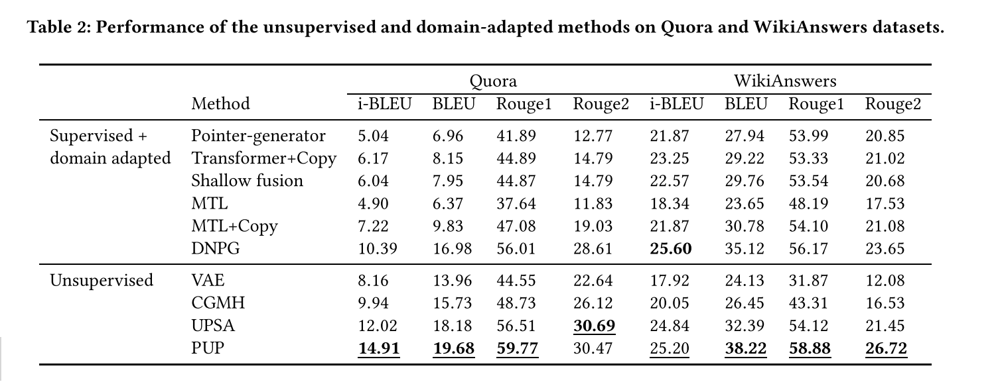 Table 2: Performance of the unsupervised and domain-adapted methods on Quora and WikiAnswers datasets.
Quora WikiAnswers
Method i-BLEU BLEU Rouge1 Rouge2 i-BLEU BLEU Rouge1 Rouge2
Supervised + Pointer-generator 5.04 6.96 41.89 12.77 21.87 27.94 53.99 20.85
domain adapted Transformer+Copy 6.17 8.15 44.89 14.79 23.25 29.22 53.33 21.02
Shallow fusion 6.04 7.95 44.87 14.79 22.57 29.76 53.54 20.68
MTL 4.90 6.37 37.64 11.83 18.34 23.65 48.19 17.53
MTL+Copy 7.22 9.83 47.08 19.03 21.87 30.78 54.10 21.08
DNPG 10.39 16.98 56.01 28.61 25.60 35.12 56.17 23.65
Unsupervised VAE 8.16 13.96 44.55 22.64 17.92 24.13 31.87 12.08
CGMH 9.94 15.73 48.73 26.12 20.05 26.45 43.31 16.53
UPSA 12.02 18.18 56.51 30.69 24.84 32.39 54.12 21.45
PUP 14.91 19.68 59.77 30.47 25.20 38.22 58.88 26.72